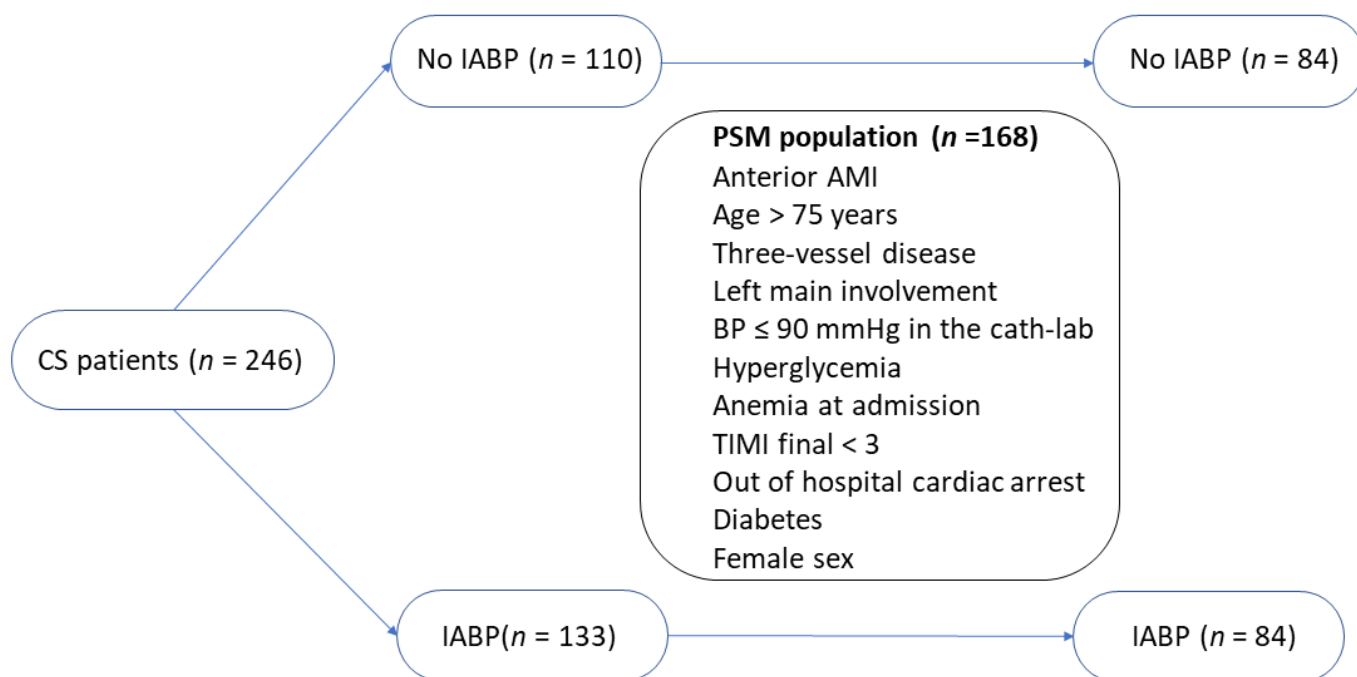 No IABP (n = 110)
No IABP (n = 84)
PSM population (n =168)
Anterior AMI
Age > 75 years
Three-vessel disease
Left main involvement
BP ≤ 90 mmHg in the cath-lab
Hyperglycemia
Anemia at admission
TIMI final < 3
Out of hospital cardiac arrest
Diabetes
Female sex
CS patients (n = 246)
IABP(n = 133)
IABP (n = 84)